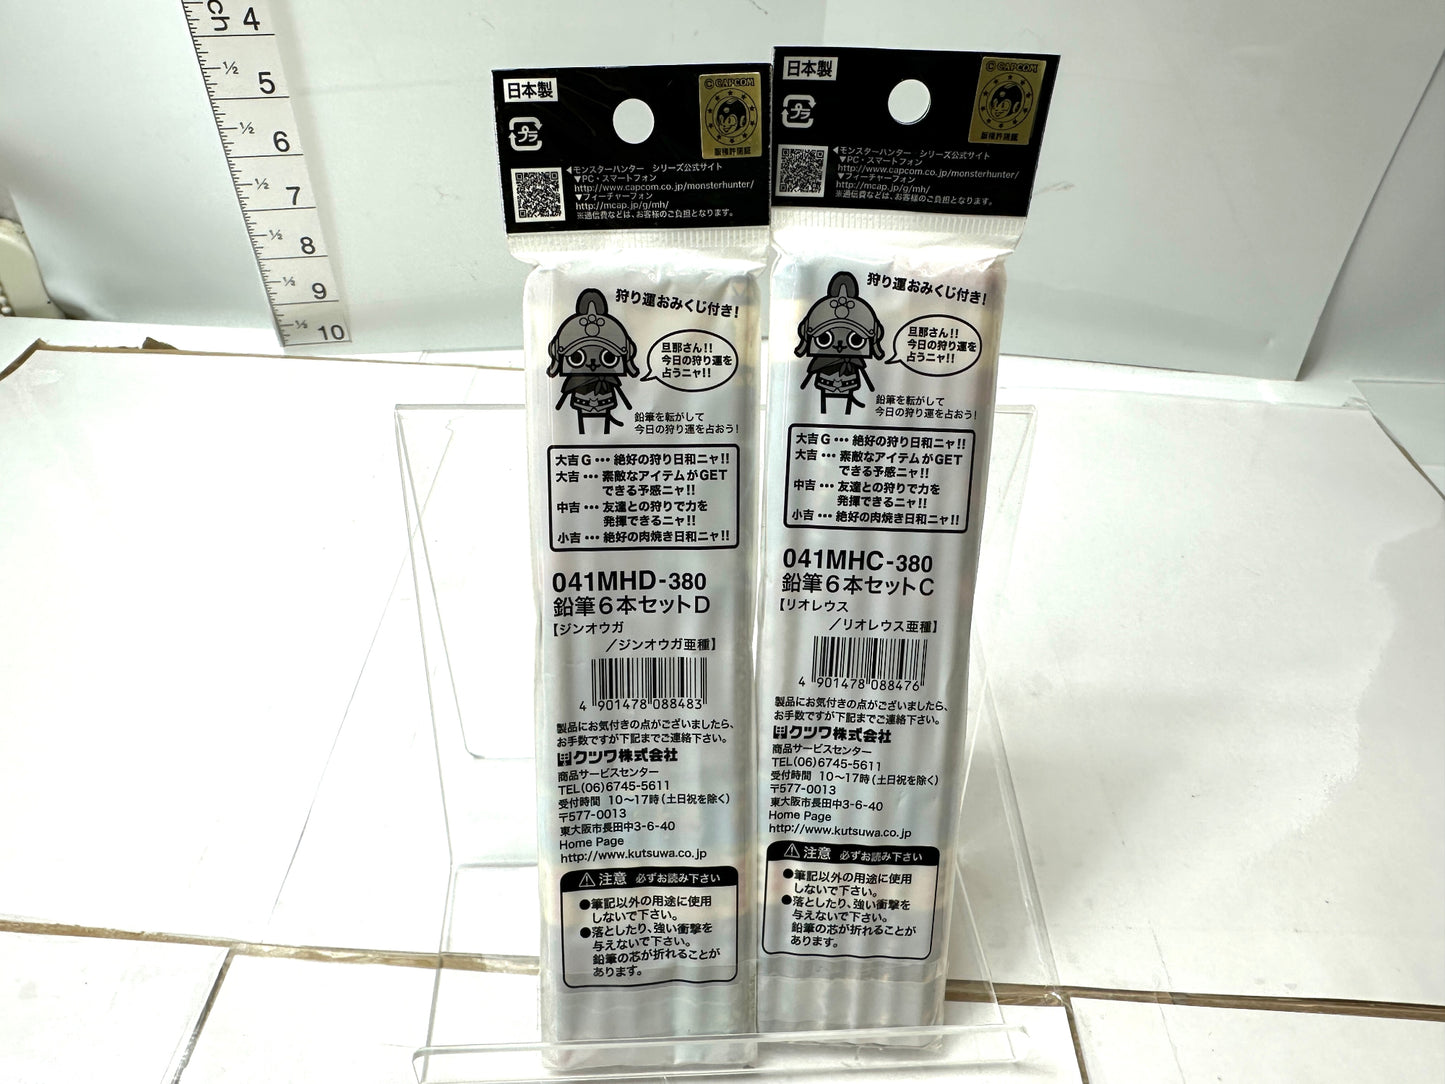 ch
4
½
5
½
6
½
7
½
8
½
9
½
10
日本製
プラ
© CAPCOM
販売許諾証
◀モンスターハンター シリーズ公式サイト
▼PC・スマートフォン
http://www.capcom.co.jp/monsterhunter/
▼フィーチャーフォン
http://mcap.jp/g/mh/
※通信費などは、お客様のご負担となります。
狩り運おみくじ付き!
旦那さん!!
今日の狩り運を
占うニャ!!
鉛筆を転がして
今日の狩り運を占おう!
大吉G … 絶好の狩り日和ニャ!!
大吉 … 素敵なアイテムがGET
できる予感ニャ!!
中吉 … 友達との狩りで力を
発揮できるニャ!!
小吉 … 絶好の肉焼き日和ニャ!!
041MHD-380
鉛筆6本セットD
【ジンオウガ
／ジンオウガ亜種】
4 901478 088483
製品にお気付きの点がございましたら、
お手数ですが下記までご連絡下さい。
クツワ株式会社
商品サービスセンター
TEL(06)6745-5611
受付時間 10〜17時(土日祝を除く)
〒577-0013
東大阪市長田中3-6-40
Home Page
http://www.kutsuwa.co.jp
⚠注意 必ずお読み下さい
●筆記以外の用途に使用
しないで下さい。
●落としたり、強い衝撃を
与えないで下さい。
鉛筆の芯が折れることが
あります。
日本製
プラ
© CAPCOM
販売許諾証
◀モンスターハンター シリーズ公式サイト
▼PC・スマートフォン
http://www.capcom.co.jp/monsterhunter/
▼フィーチャーフォン
http://mcap.jp/g/mh/
※通信費などは、お客様のご負担となります。
狩り運おみくじ付き!
旦那さん!!
今日の狩り運を
占うニャ!!
鉛筆を転がして
今日の狩り運を占おう!
大吉G … 絶好の狩り日和ニャ!!
大吉 … 素敵なアイテムがGET
できる予感ニャ!!
中吉 … 友達との狩りで力を
発揮できるニャ!!
小吉 … 絶好の肉焼き日和ニャ!!
041MHC-380
鉛筆6本セットC
【リオレウス
／リオレウス亜種】
4 901478 088476
製品にお気付きの点がございましたら、
お手数ですが下記までご連絡下さい。
クツワ株式会社
商品サービスセンター
TEL(06)6745-5611
受付時間 10〜17時(土日祝を除く)
〒577-0013
東大阪市長田中3-6-40
Home Page
http://www.kutsuwa.co.jp
⚠注意 必ずお読み下さい
●筆記以外の用途に使用
しないで下さい。
●落としたり、強い衝撃を
与えないで下さい。
鉛筆の芯が折れることが
あります。